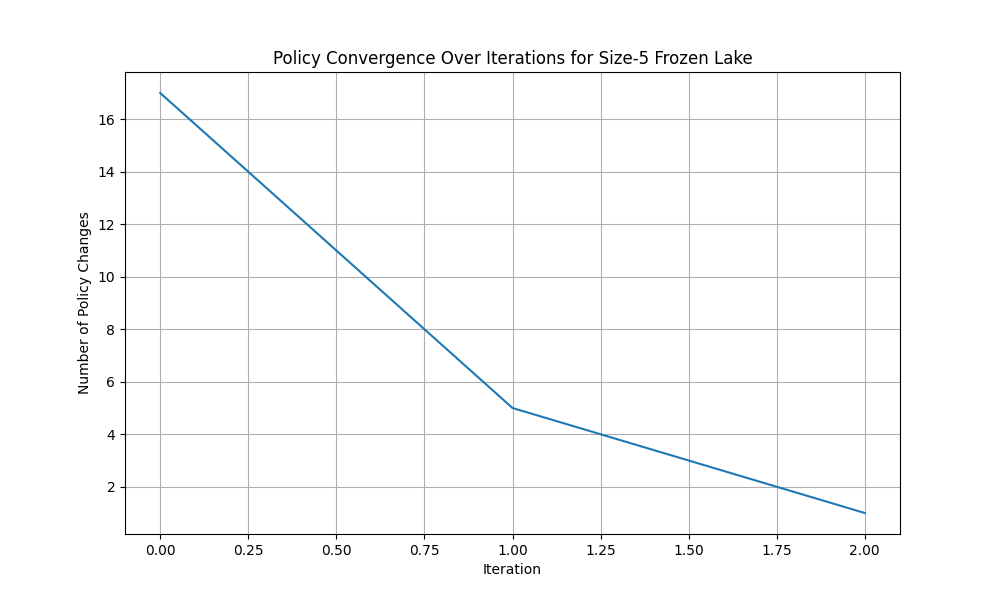 Policy Convergence Over Iterations for Size-5 Frozen Lake
Number of Policy Changes
16
14
12
10
8
6
4
2
0.00 0.25 0.50 0.75 1.00 1.25 1.50 1.75 2.00
Iteration